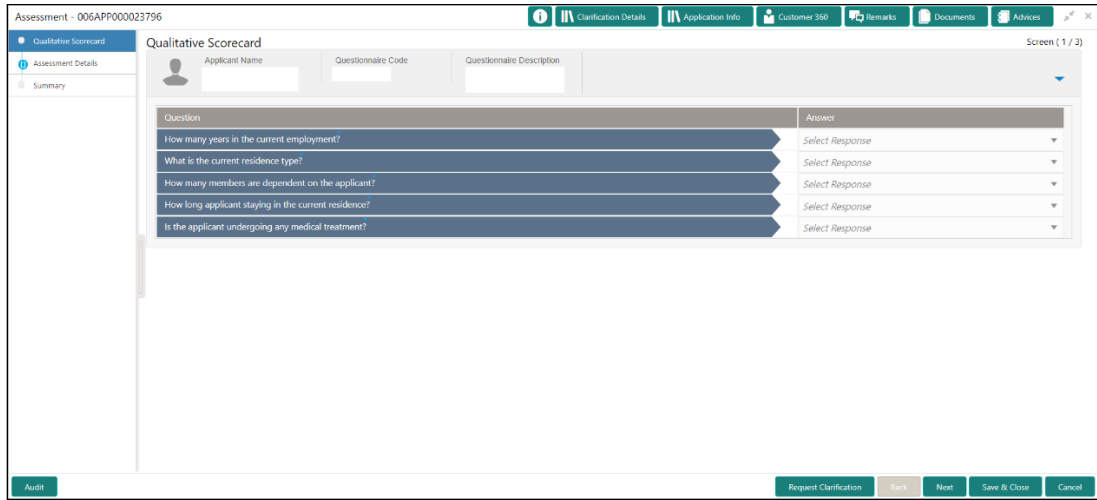 Assessment - 006APP000023796
Clarification Details
Application Info
Customer 360
Remarks
Documents
Advices
Qualitative Scorecard
Assessment Details
Summary
Qualitative Scorecard
Screen ( 1 / 3)
Applicant Name
Questionnaire Code
Questionnaire Description
Question
Answer
How many years in the current employment?
Select Response
What is the current residence type?
Select Response
How many members are dependent on the applicant?
Select Response
How long applicant staying in the current residence?
Select Response
Is the applicant undergoing any medical treatment?
Select Response
Audit
Request Clarification
Back
Next
Save & Close
Cancel